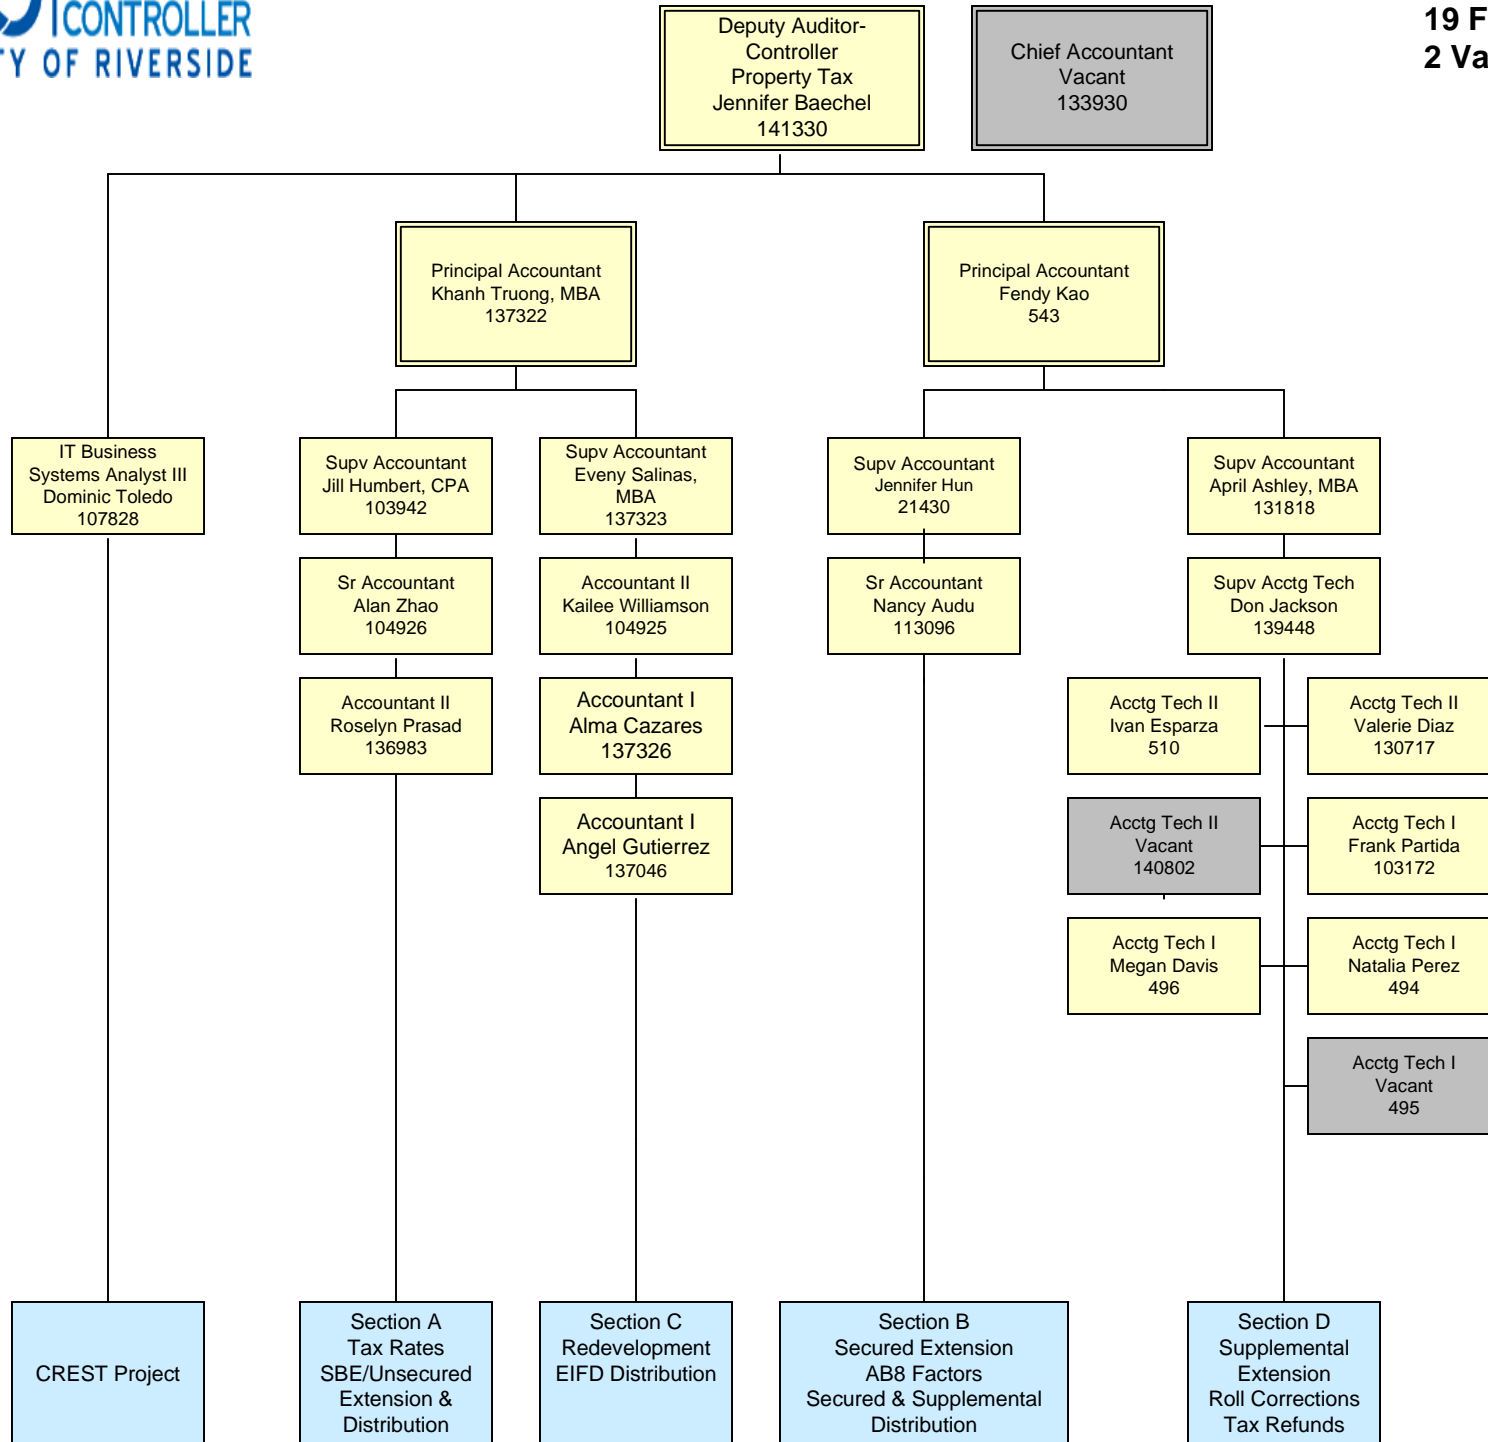 CONTROLLER
TY OF RIVERSIDE
19 F
2 Va
Deputy Auditor-
Controller
Property Tax
Jennifer Baechel
141330
Chief Accountant
Vacant
133930
Principal Accountant
Khanh Truong, MBA
137322
Principal Accountant
Fendy Kao
543
IT Business
Systems Analyst III
Dominic Toledo
107828
Supv Accountant
Jill Humbert, CPA
103942
Supv Accountant
Eveny Salinas,
MBA
137323
Supv Accountant
Jennifer Hun
21430
Supv Accountant
April Ashley, MBA
131818
Sr Accountant
Alan Zhao
104926
Accountant II
Kailee Williamson
104925
Sr Accountant
Nancy Audu
113096
Supv Acctg Tech
Don Jackson
139448
Accountant II
Roselyn Prasad
136983
Accountant I
Alma Cazares
137326
Acctg Tech II
Ivan Esparza
510
Acctg Tech II
Valerie Diaz
130717
Accountant I
Angel Gutierrez
137046
Acctg Tech II
Vacant
140802
Acctg Tech I
Frank Partida
103172
Acctg Tech I
Megan Davis
496
Acctg Tech I
Natalia Perez
494
Acctg Tech I
Vacant
495
CREST Project
Section A
Tax Rates
SBE/Unsecured
Extension &
Distribution
Section C
Redevelopment
EIFD Distribution
Section B
Secured Extension
AB8 Factors
Secured & Supplemental
Distribution
Section D
Supplemental
Extension
Roll Corrections
Tax Refunds